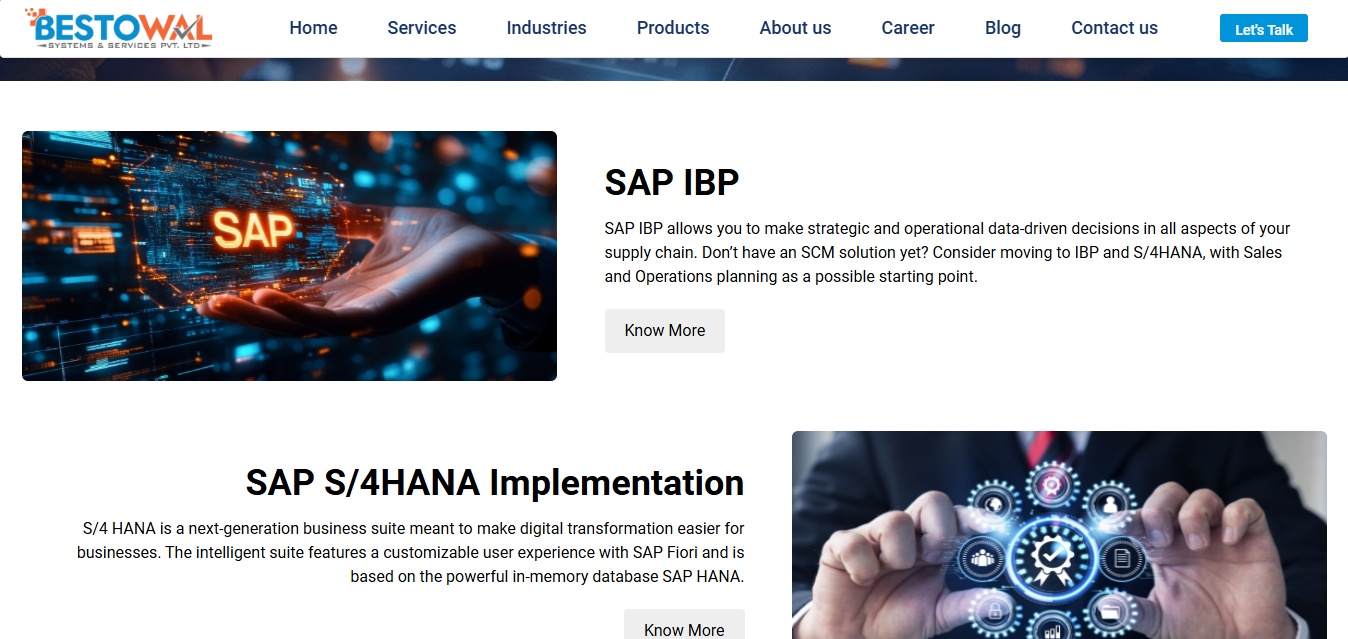 BESTOWAL
SYSTEMS & SERVICES PVT. LTD
Home Services Industries Products About us Career Blog Contact us Let's Talk
SAP
SAP IBP
SAP IBP allows you to make strategic and operational data-driven decisions in all aspects of your
supply chain. Don’t have an SCM solution yet? Consider moving to IBP and S/4HANA, with Sales
and Operations planning as a possible starting point.
Know More
SAP S/4HANA Implementation
S/4 HANA is a next-generation business suite meant to make digital transformation easier for
businesses. The intelligent suite features a customizable user experience with SAP Fiori and is
based on the powerful in-memory database SAP HANA.
Know More